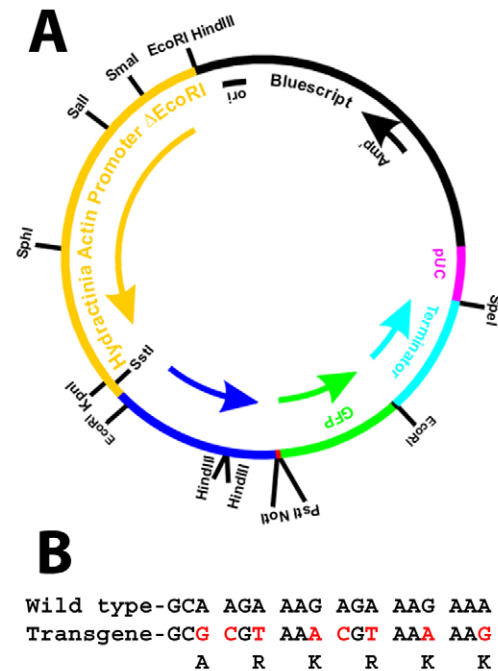 A
EcoRI HindIII
SmaI
SalI
SphI
Hydractinia Actin Promoter ΔEcoRI
ori
Bluescript
Ampʳ
pUC
SpeI
Terminator
EcoRI
GFP
PstI NotI
HindIII
HindIII
EcoRI KpnI
SstI
B
Wild type-GCA AGA AAG AGA AAG AAA
Transgene-GCG CGT AAA CGT AAA AAG
A R K R K K